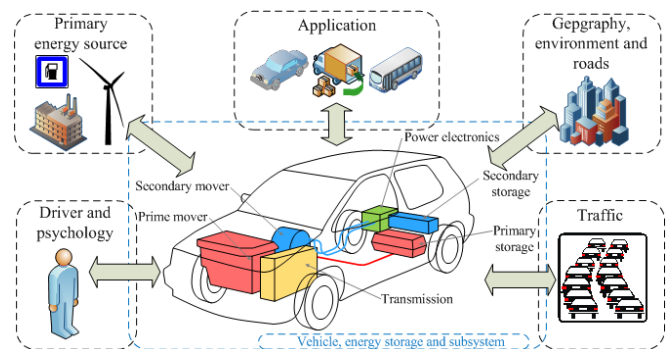 Primary
energy source
Application
Gepgraphy,
environment and
roads
Power electronics
Secondary
storage
Secondary mover
Prime mover
Driver and
psychology
Traffic
Primary
storage
Transmission
Vehicle, energy storage and subsystem